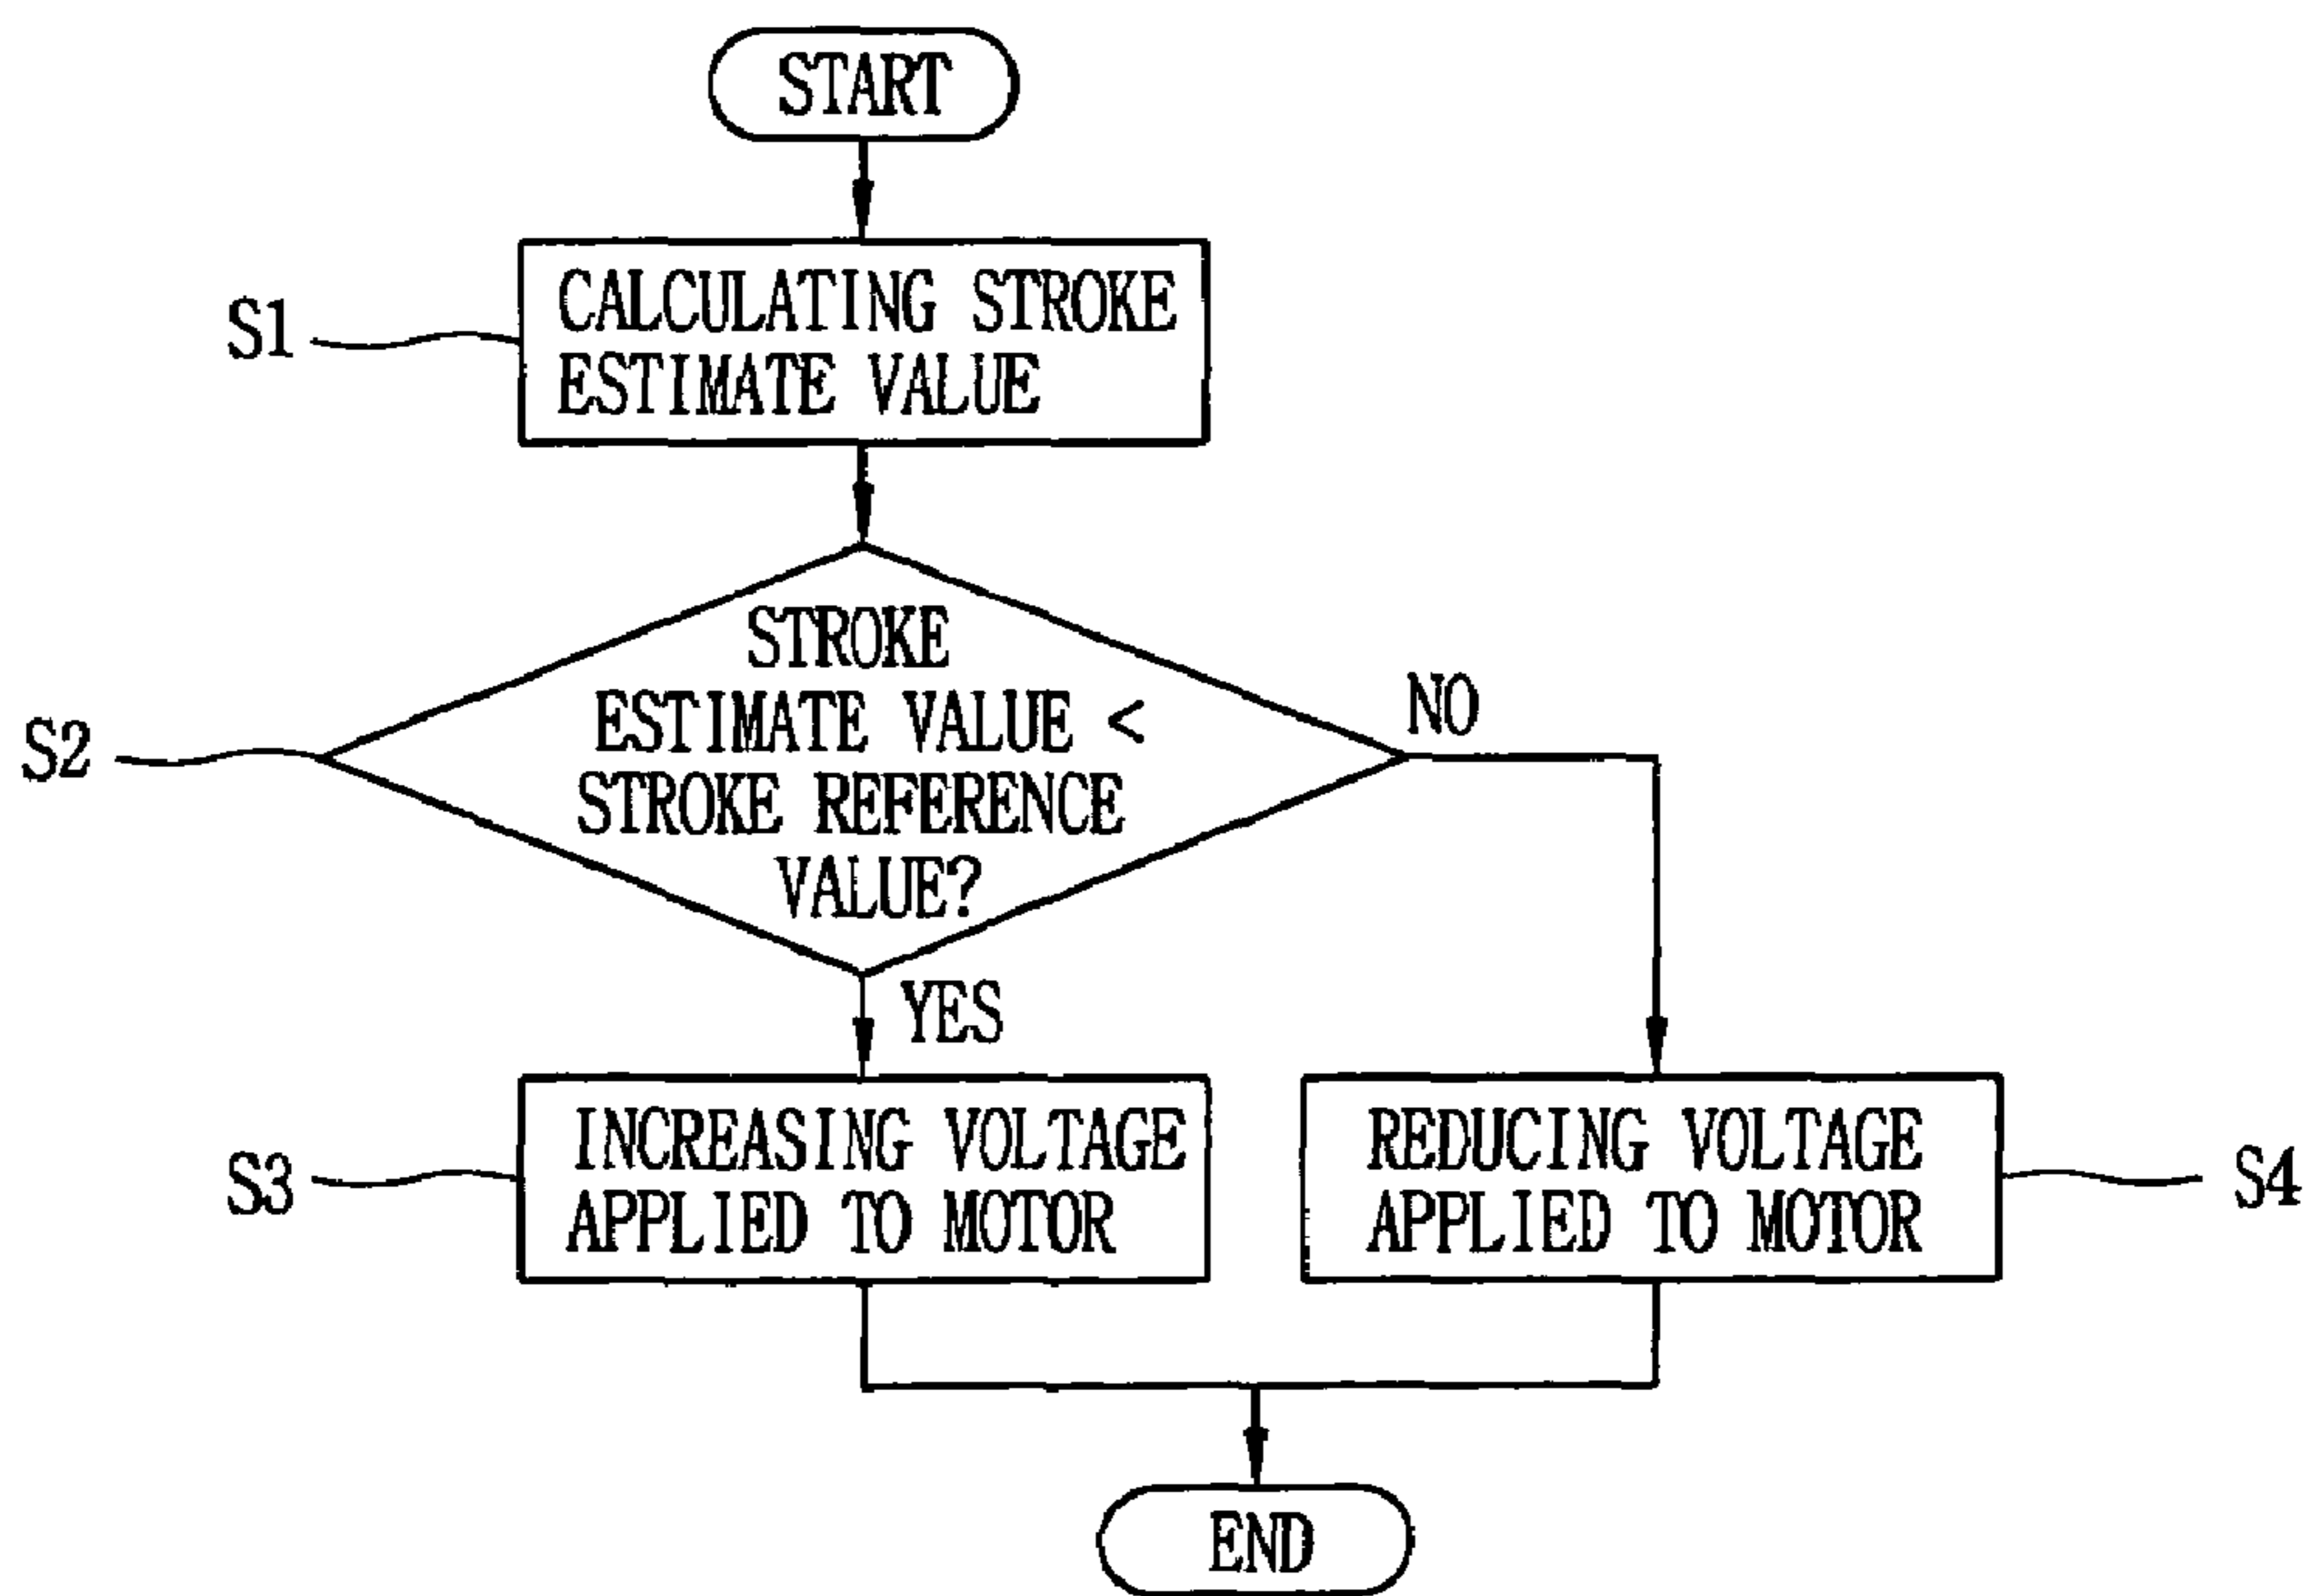 START
S1
CALCULATING STROKE
ESTIMATE VALUE
S2
STROKE
ESTIMATE VALUE <
STROKE REFERENCE
VALUE?
NO
YES
S3
INCREASING VOLTAGE
APPLIED TO MOTOR
REDUCING VOLTAGE
APPLIED TO MOTOR
S4
END